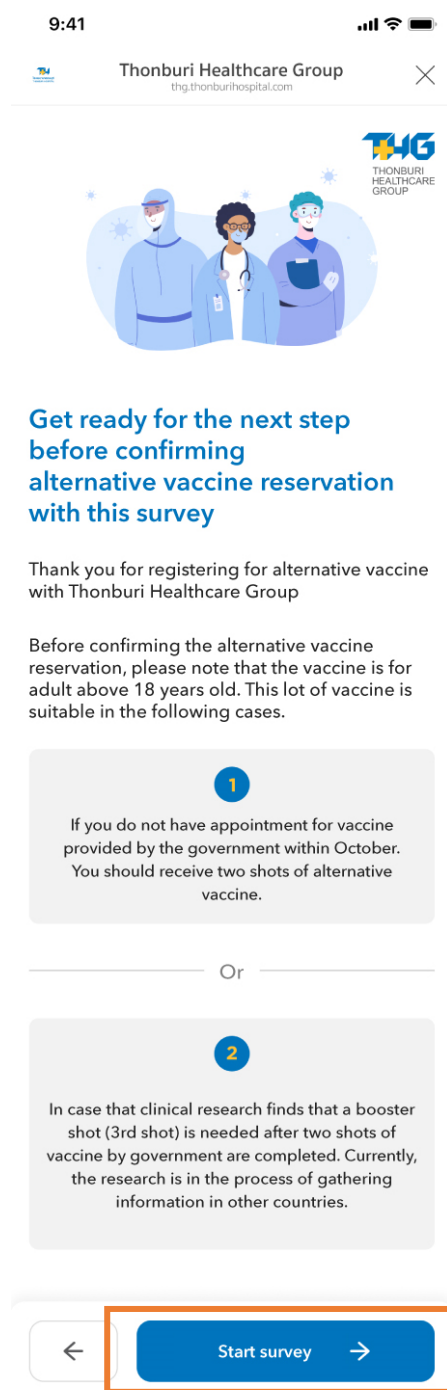 9:41
Thonburi Healthcare Group
thg.thonburihospital.com
THG
THONBURI
HEALTHCARE
GROUP
Get ready for the next step
before confirming
alternative vaccine reservation
with this survey
Thank you for registering for alternative vaccine
with Thonburi Healthcare Group
Before confirming the alternative vaccine
reservation, please note that the vaccine is for
adult above 18 years old. This lot of vaccine is
suitable in the following cases.
1
If you do not have appointment for vaccine
provided by the government within October.
You should receive two shots of alternative
vaccine.
Or
2
In case that clinical research finds that a booster
shot (3rd shot) is needed after two shots of
vaccine by government are completed. Currently,
the research is in the process of gathering
information in other countries.
Start survey